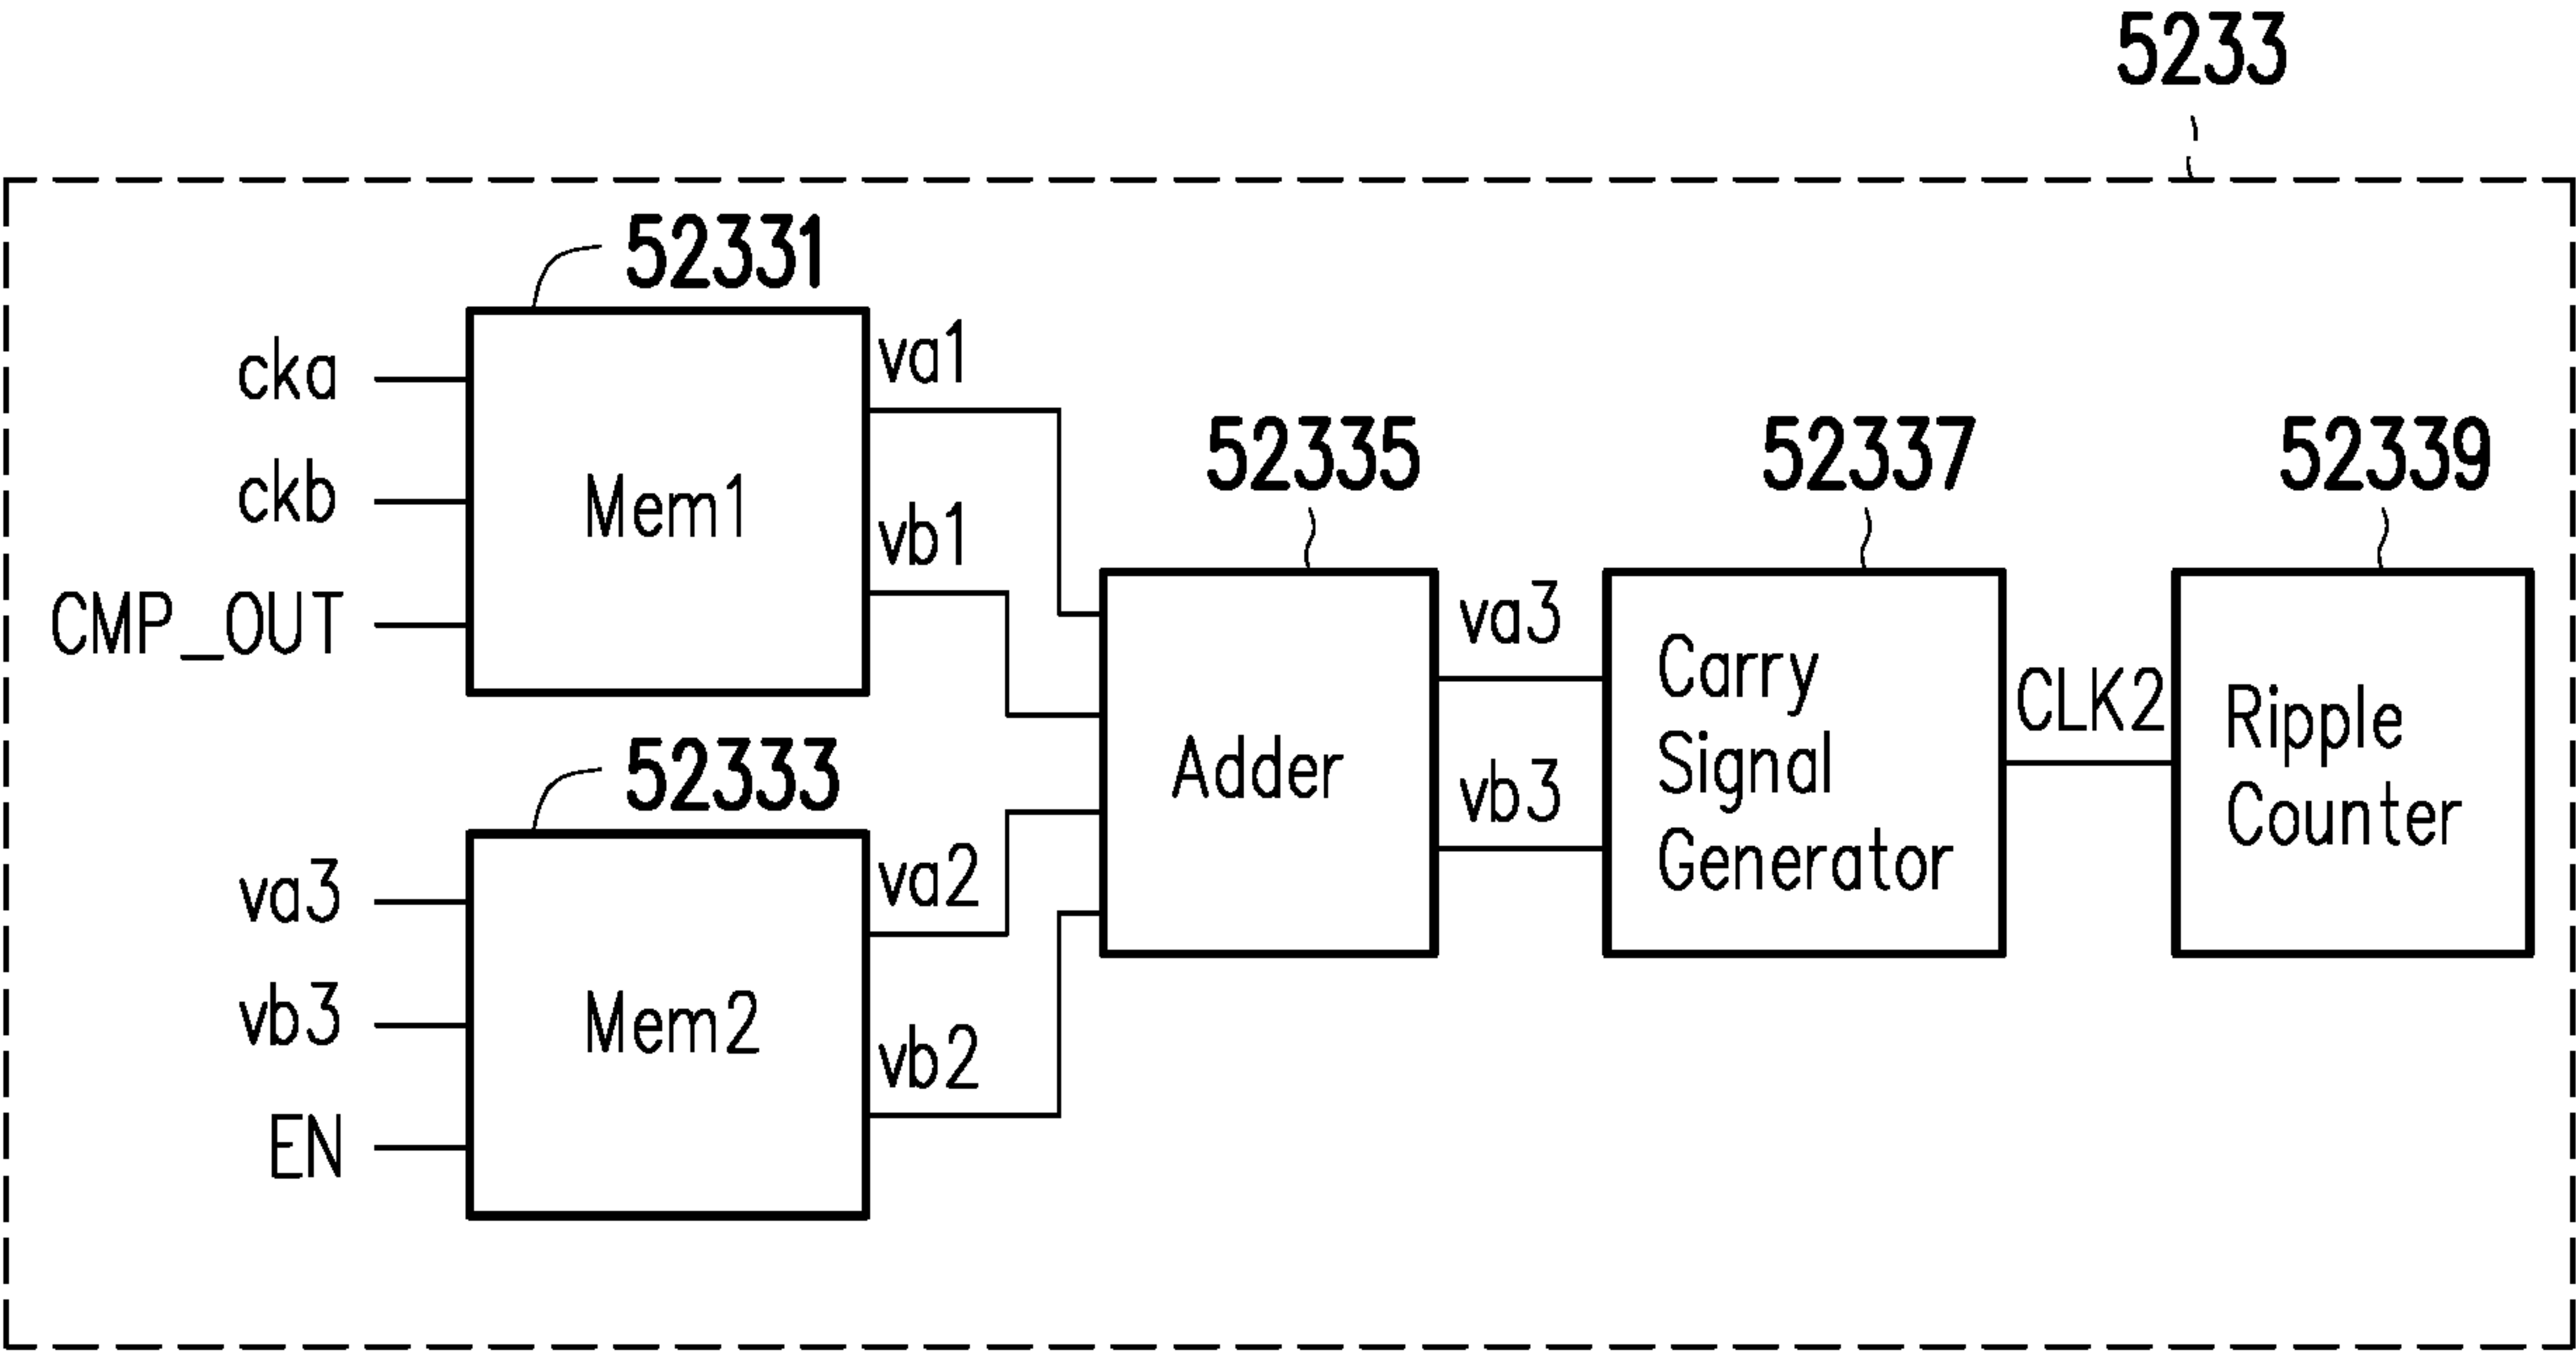 5233
52331
cka
ckb
CMP_OUT
Mem1
va1
vb1
52333
va3
vb3
EN
Mem2
va2
vb2
52335
Adder
va3
vb3
52337
Carry
Signal
Generator
CLK2
52339
Ripple
Counter